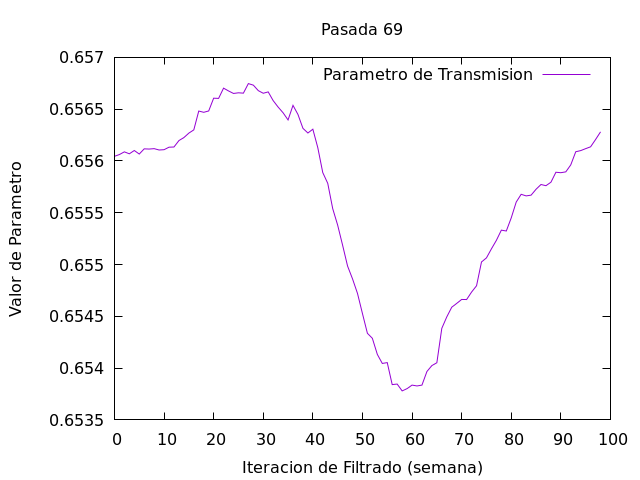 Pasada 69
0.657
Parametro de Transmision
0.6565
0.656
0.6555
0.655
0.6545
0.654
0.6535
Valor de Parametro
0 10 20 30 40 50 60 70 80 90 100
Iteracion de Filtrado (semana)